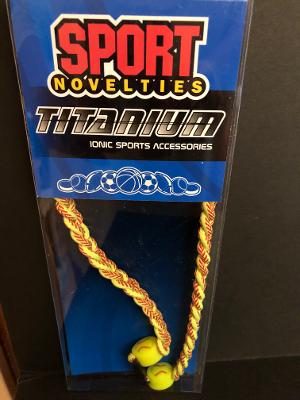 SPORT
NOVELTIES
TITANIUM
IONIC SPORTS ACCESSORIES